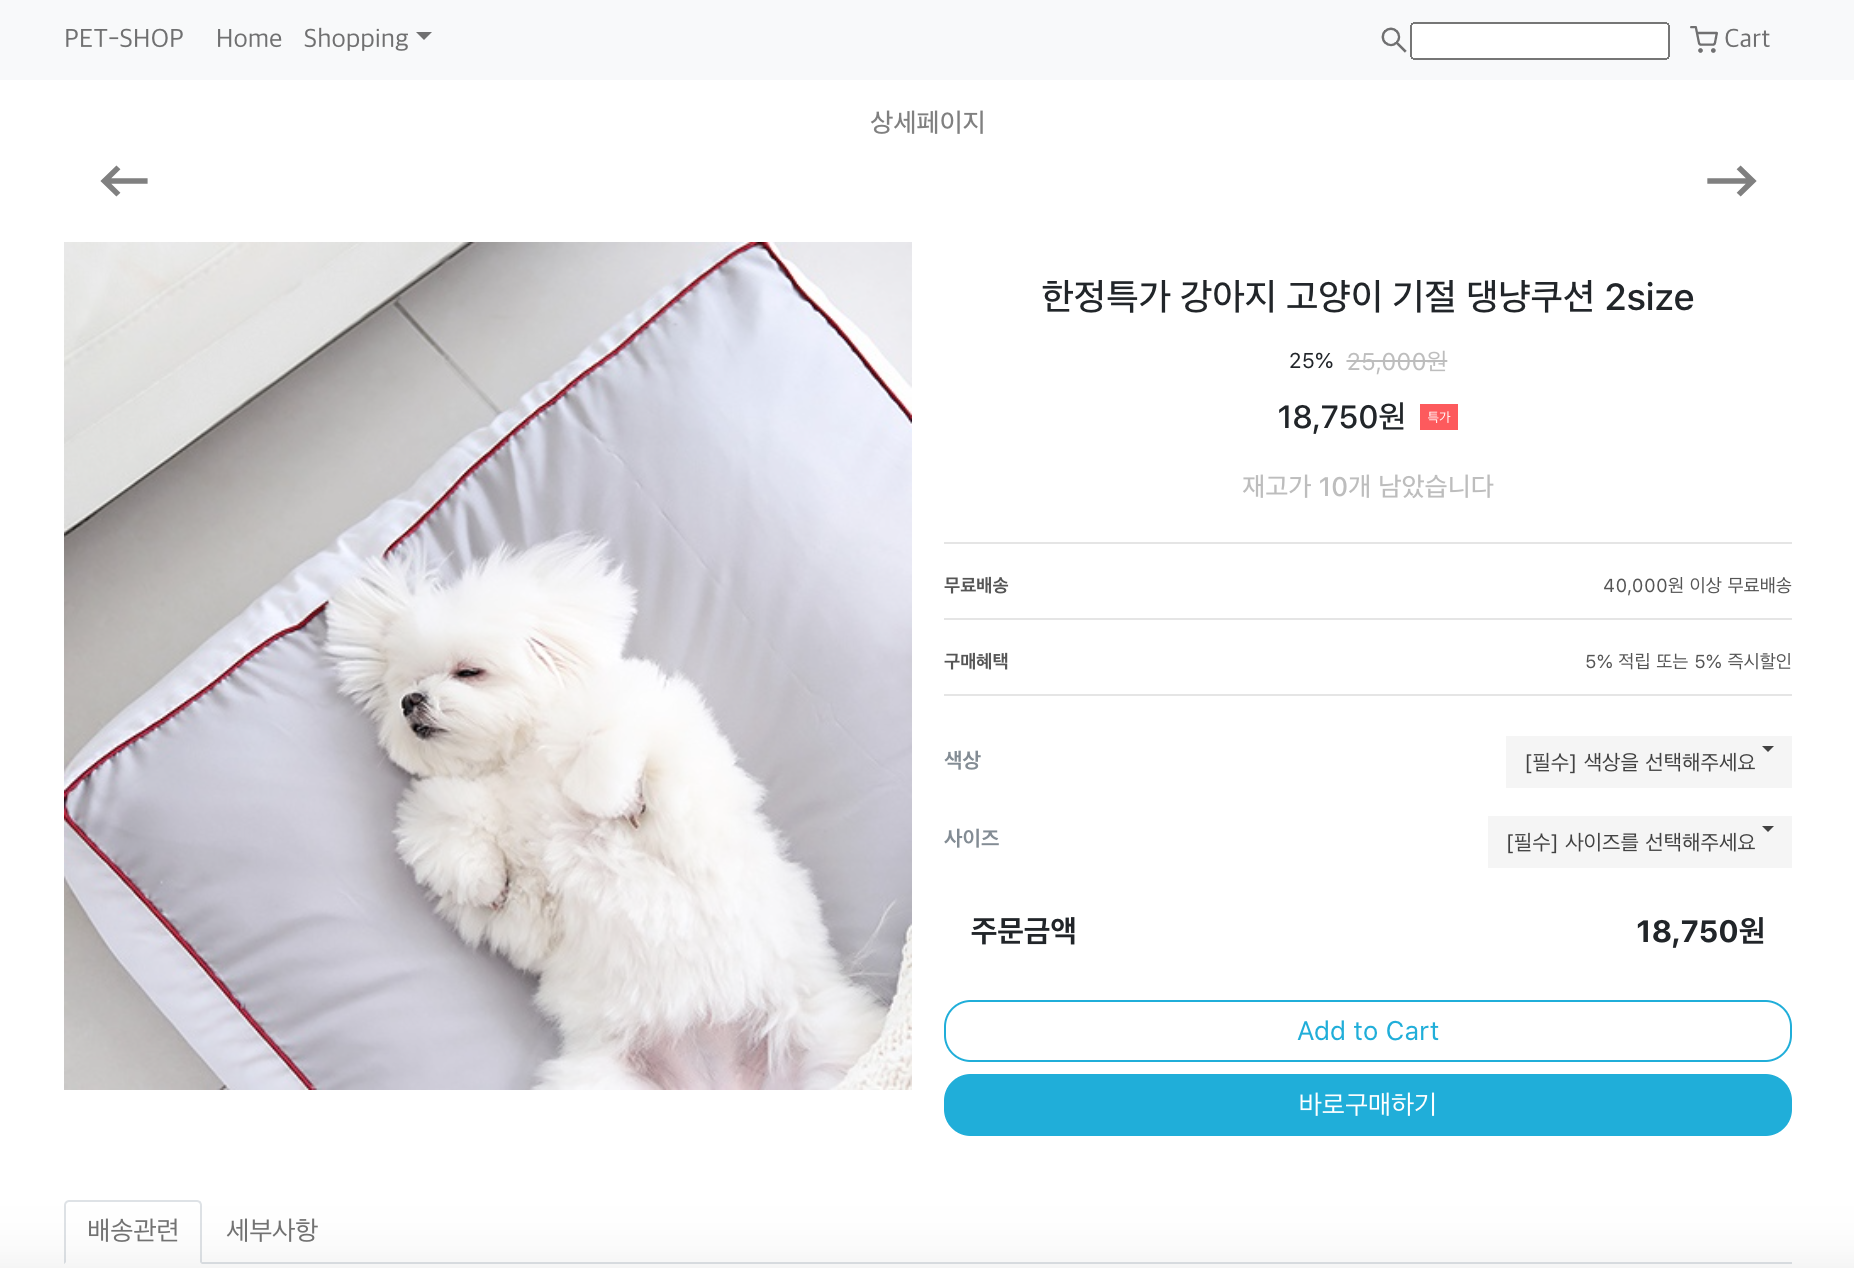 PET-SHOP Home Shopping Cart
상세페이지
한정특가 강아지 고양이 기절 댕냥쿠션 2size
25% 25,000원
18,750원 특가
재고가 10개 남았습니다
무료배송 40,000원 이상 무료배송
구매혜택 5% 적립 또는 5% 즉시할인
색상 [필수] 색상을 선택해주세요
사이즈 [필수] 사이즈를 선택해주세요
주문금액 18,750원
Add to Cart
바로구매하기
배송관련 세부사항